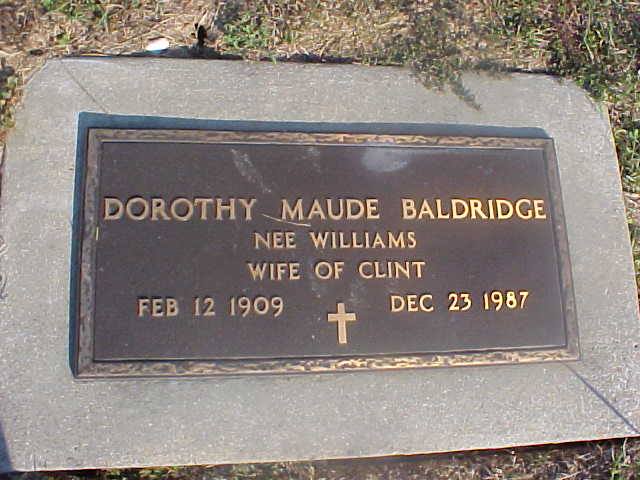 DOROTHY MAUDE BALDRIDGE
NEE WILLIAMS
WIFE OF CLINT
FEB 12 1909 DEC 23 1987